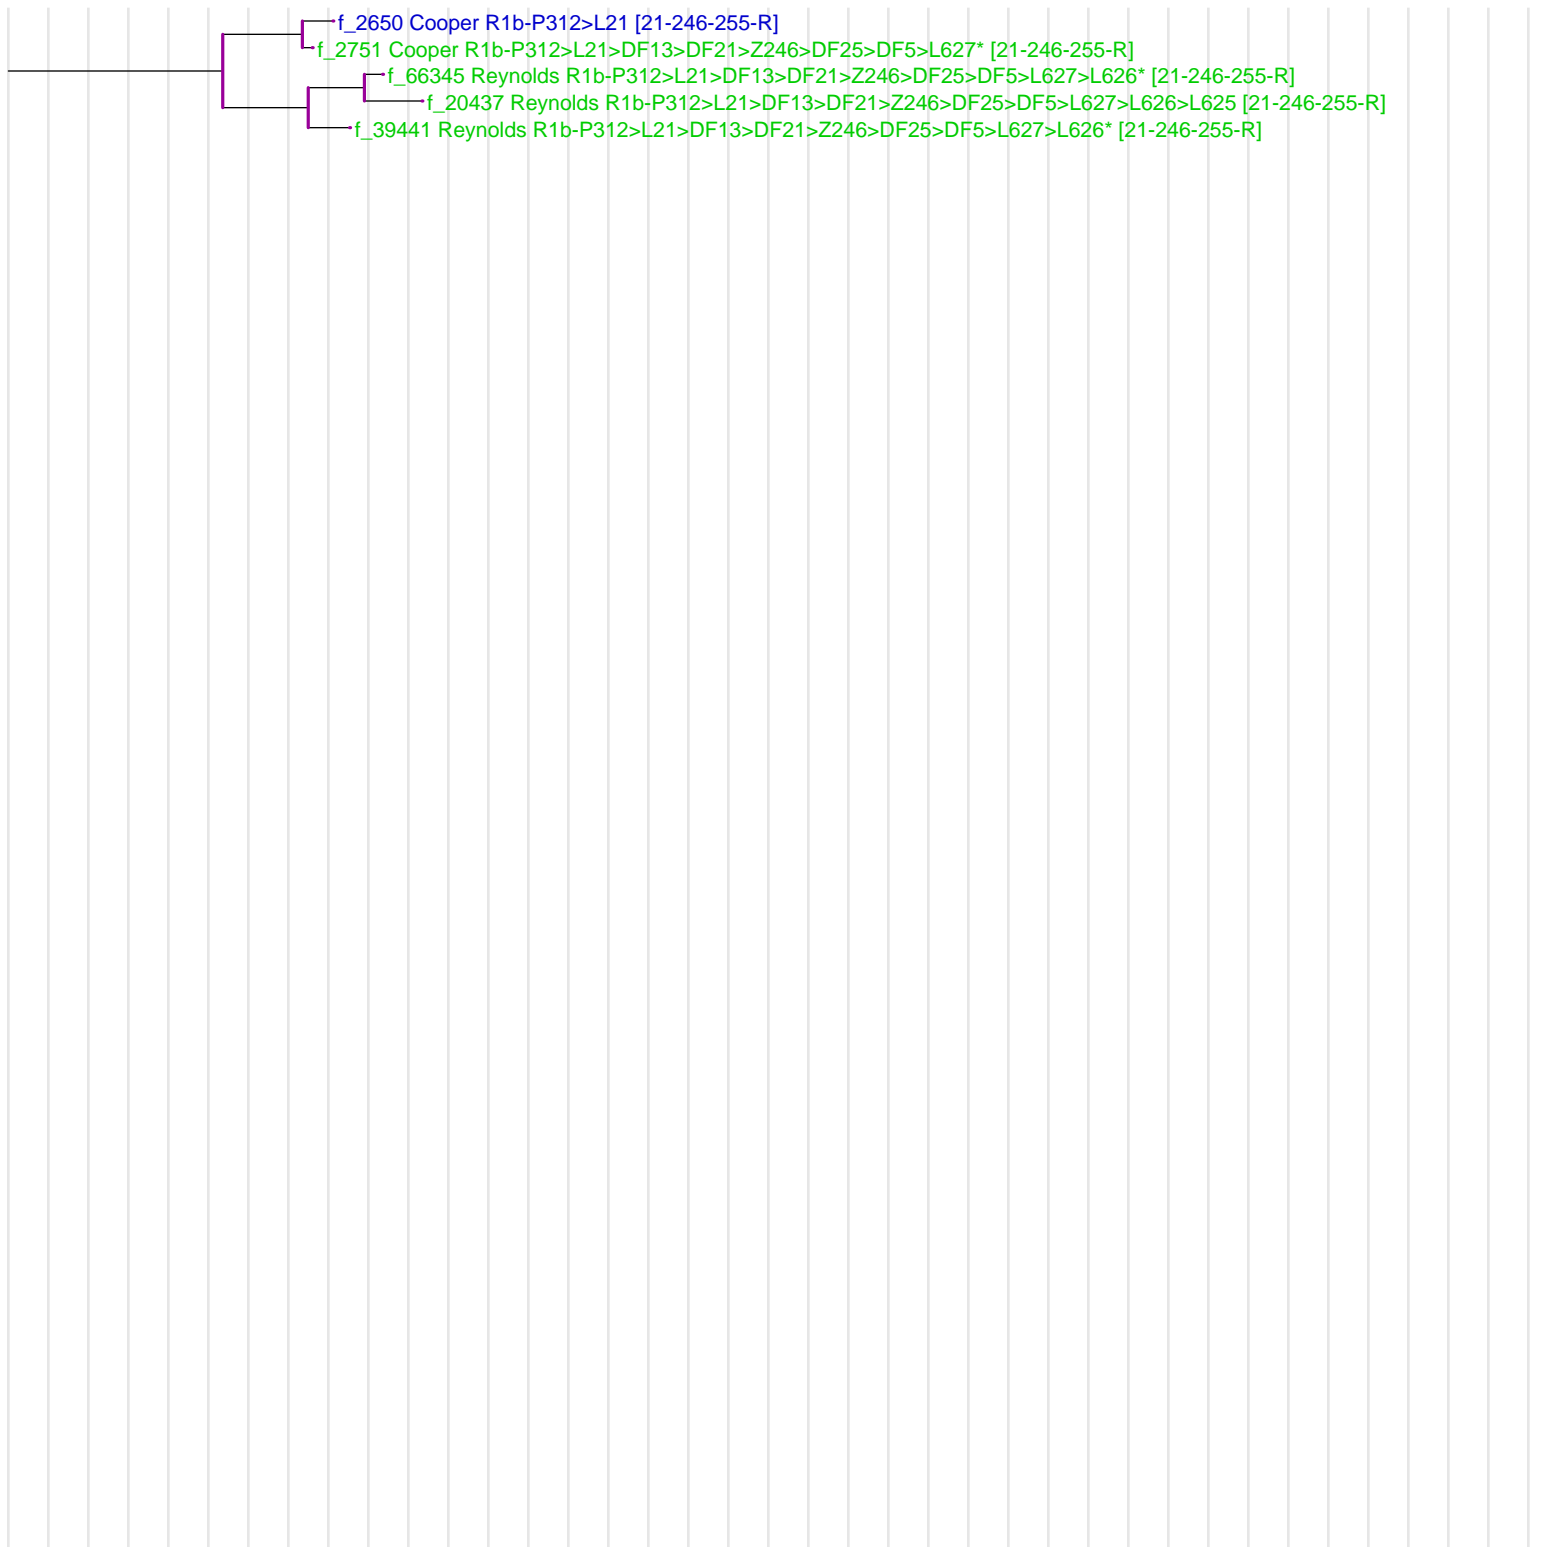 f_2650 Cooper R1b-P312>L21 [21-246-255-R]
f_2751 Cooper R1b-P312>L21>DF13>DF21>Z246>DF25>DF5>L627* [21-246-255-R]
f_66345 Reynolds R1b-P312>L21>DF13>DF21>Z246>DF25>DF5>L627>L626* [21-246-255-R]
f_20437 Reynolds R1b-P312>L21>DF13>DF21>Z246>DF25>DF5>L627>L626>L625 [21-246-255-R]
f_39441 Reynolds R1b-P312>L21>DF13>DF21>Z246>DF25>DF5>L627>L626* [21-246-255-R]